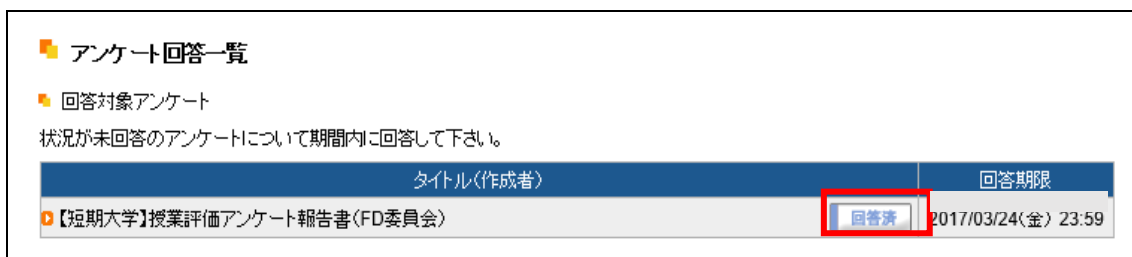 アンケート回答一覧
回答対象アンケート
状況が未回答のアンケートについて期間内に回答して下さい。
タイトル(作成者) 回答期限
【短期大学】授業評価アンケート報告書(FD委員会) 回答済 2017/03/24(金) 23:59